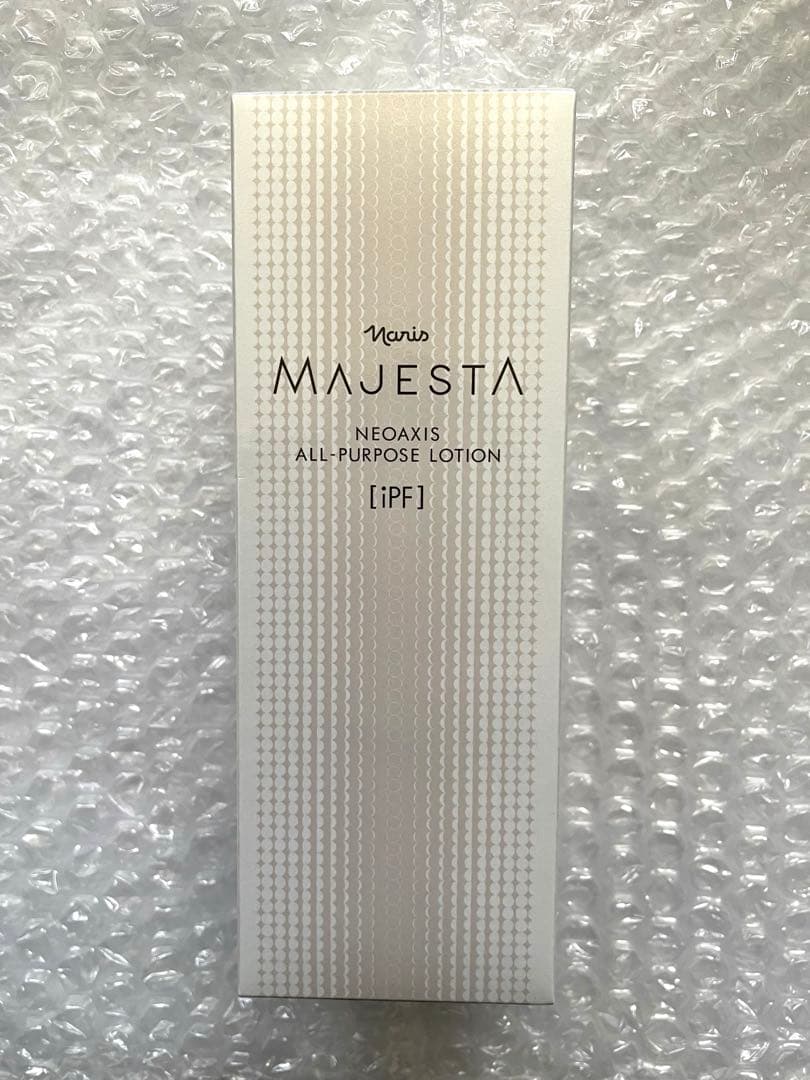 Naris
MAJESTA
NEOAXIS
ALL-PURPOSE LOTION
[iPF]